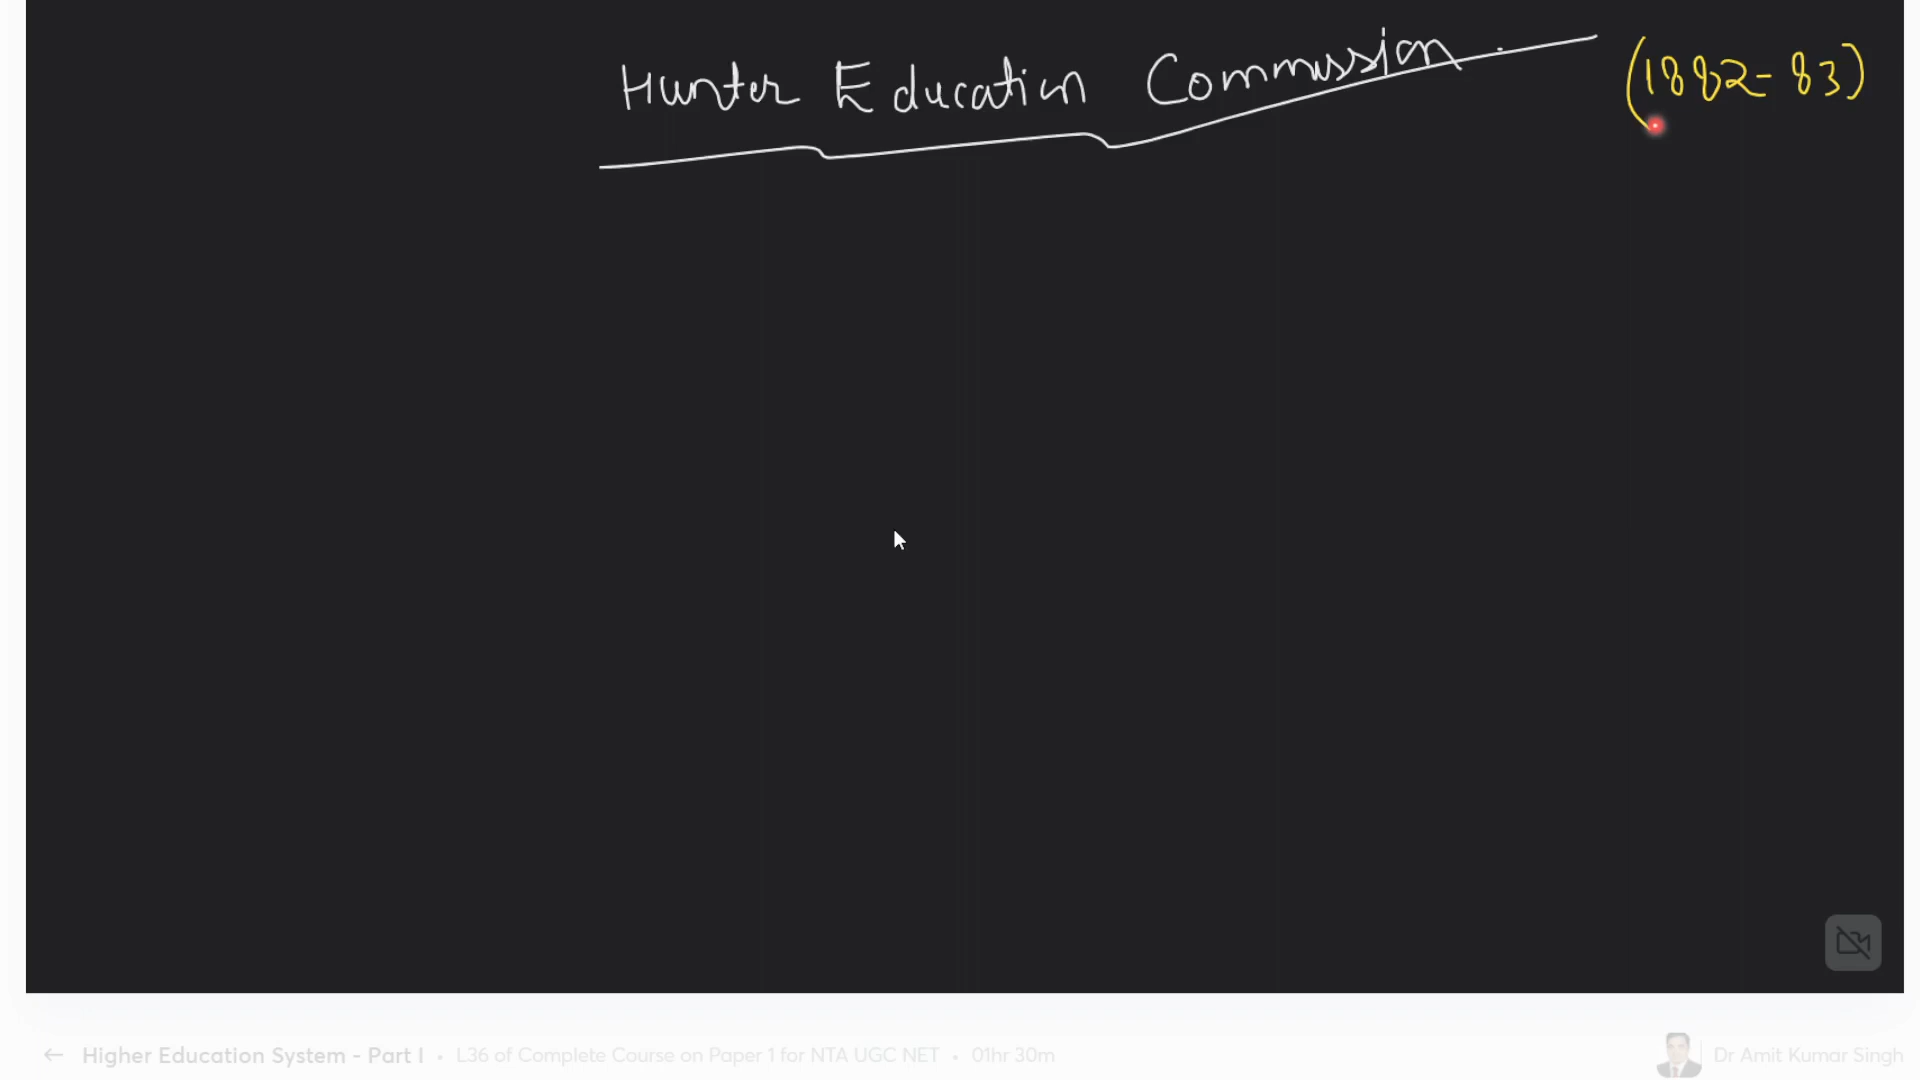 Hunter Education Commission. (1882-83)
Higher Education System - Part I • L36 of Complete Course on Paper 1 for NTA UGC NET • 01hr 30m
Dr Amit Kumar Singh